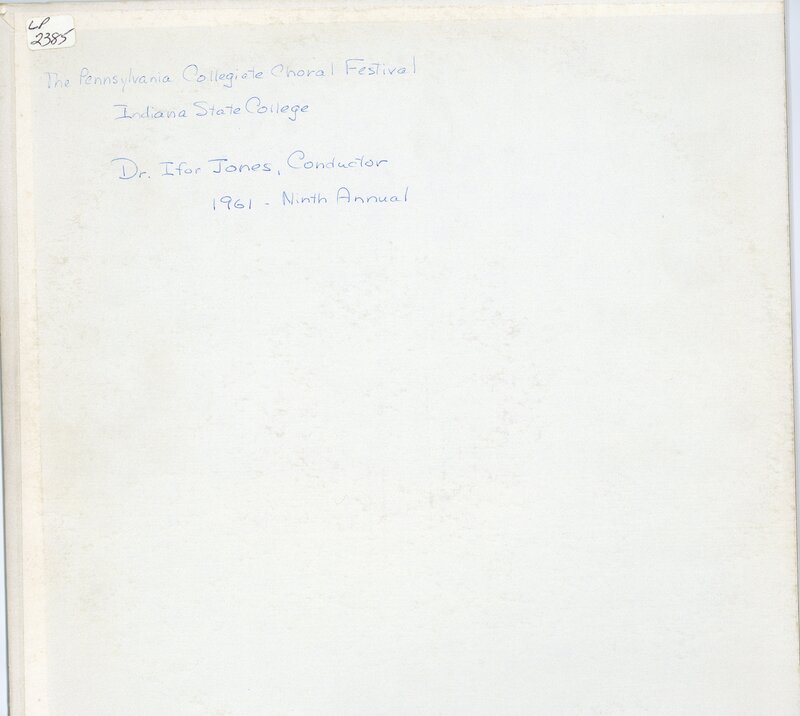 LP
2385
The Pennsylvania Collegiate Choral Festival
Indiana State College
Dr. Ifor Jones, Conductor
1961 - Ninth Annual